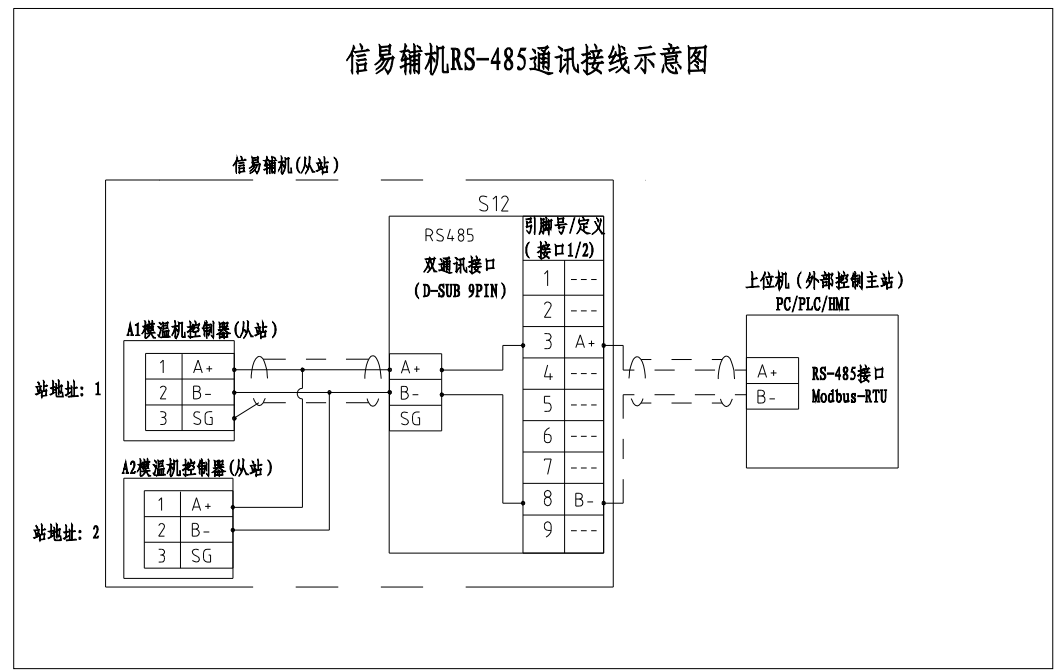 信易辅机RS-485通讯接线示意图
信易辅机(从站)
S12
RS485
双通讯接口
(D-SUB 9PIN)
引脚号/定义
(接口1/2)
1 ---
2 ---
3 A+
4 ---
5 ---
6 ---
7 ---
8 B-
9 ---
A+
B-
SG
A1模温机控制器(从站)
站地址: 1
1 A+
2 B-
3 SG
A2模温机控制器(从站)
站地址: 2
1 A+
2 B-
3 SG
上位机(外部控制主站)
PC/PLC/HMI
A+
B-
RS-485接口
Modbus-RTU